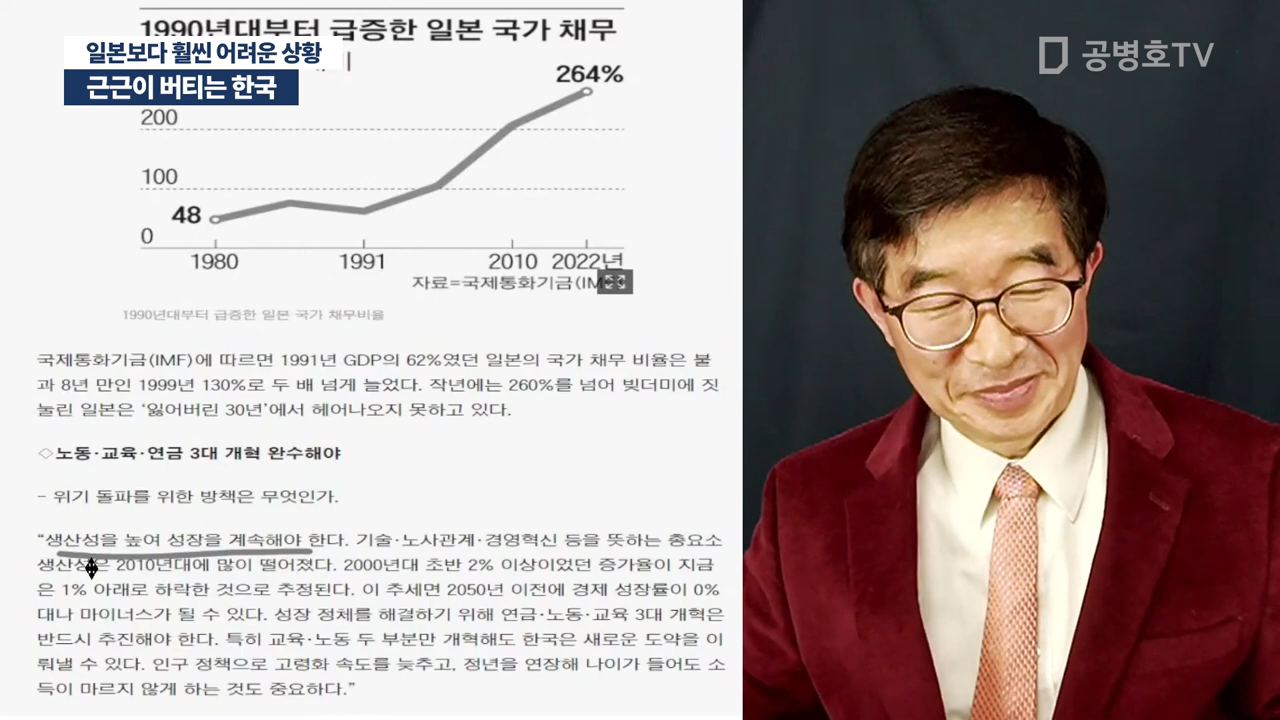 1990년대부터 급증한 일본 국가 채무
일본보다 훨씬 어려운 상황
근근이 버티는 한국
공병호TV
264%
200
100
48
0
1980 1991 2010 2022년
자료=국제통화기금(IM
1990년대부터 급증한 일본 국가 채무비율
국제통화기금(IMF)에 따르면 1991년 GDP의 62%였던 일본의 국가 채무 비율은 불
과 8년 만인 1999년 130%로 두 배 넘게 늘었다. 작년에는 260%를 넘어 빚더미에 짓
눌린 일본은 ‘잃어버린 30년’에서 헤어나오지 못하고 있다.
◇노동·교육·연금 3대 개혁 완수해야
- 위기 돌파를 위한 방책은 무엇인가.
“생산성을 높여 성장을 계속해야 한다. 기술·노사관계·경영혁신 등을 뜻하는 총요소
생산성은 2010년대에 많이 떨어졌다. 2000년대 초반 2% 이상이었던 증가율이 지금
은 1% 아래로 하락한 것으로 추정된다. 이 추세면 2050년 이전에 경제 성장률이 0%
대나 마이너스가 될 수 있다. 성장 정체를 해결하기 위해 연금·노동·교육 3대 개혁은
반드시 추진해야 한다. 특히 교육·노동 두 부분만 개혁해도 한국은 새로운 도약을 이
뤄낼 수 있다. 인구 정책으로 고령화 속도를 늦추고, 정년을 연장해 나이가 들어도 소
득이 마르지 않게 하는 것도 중요하다.”